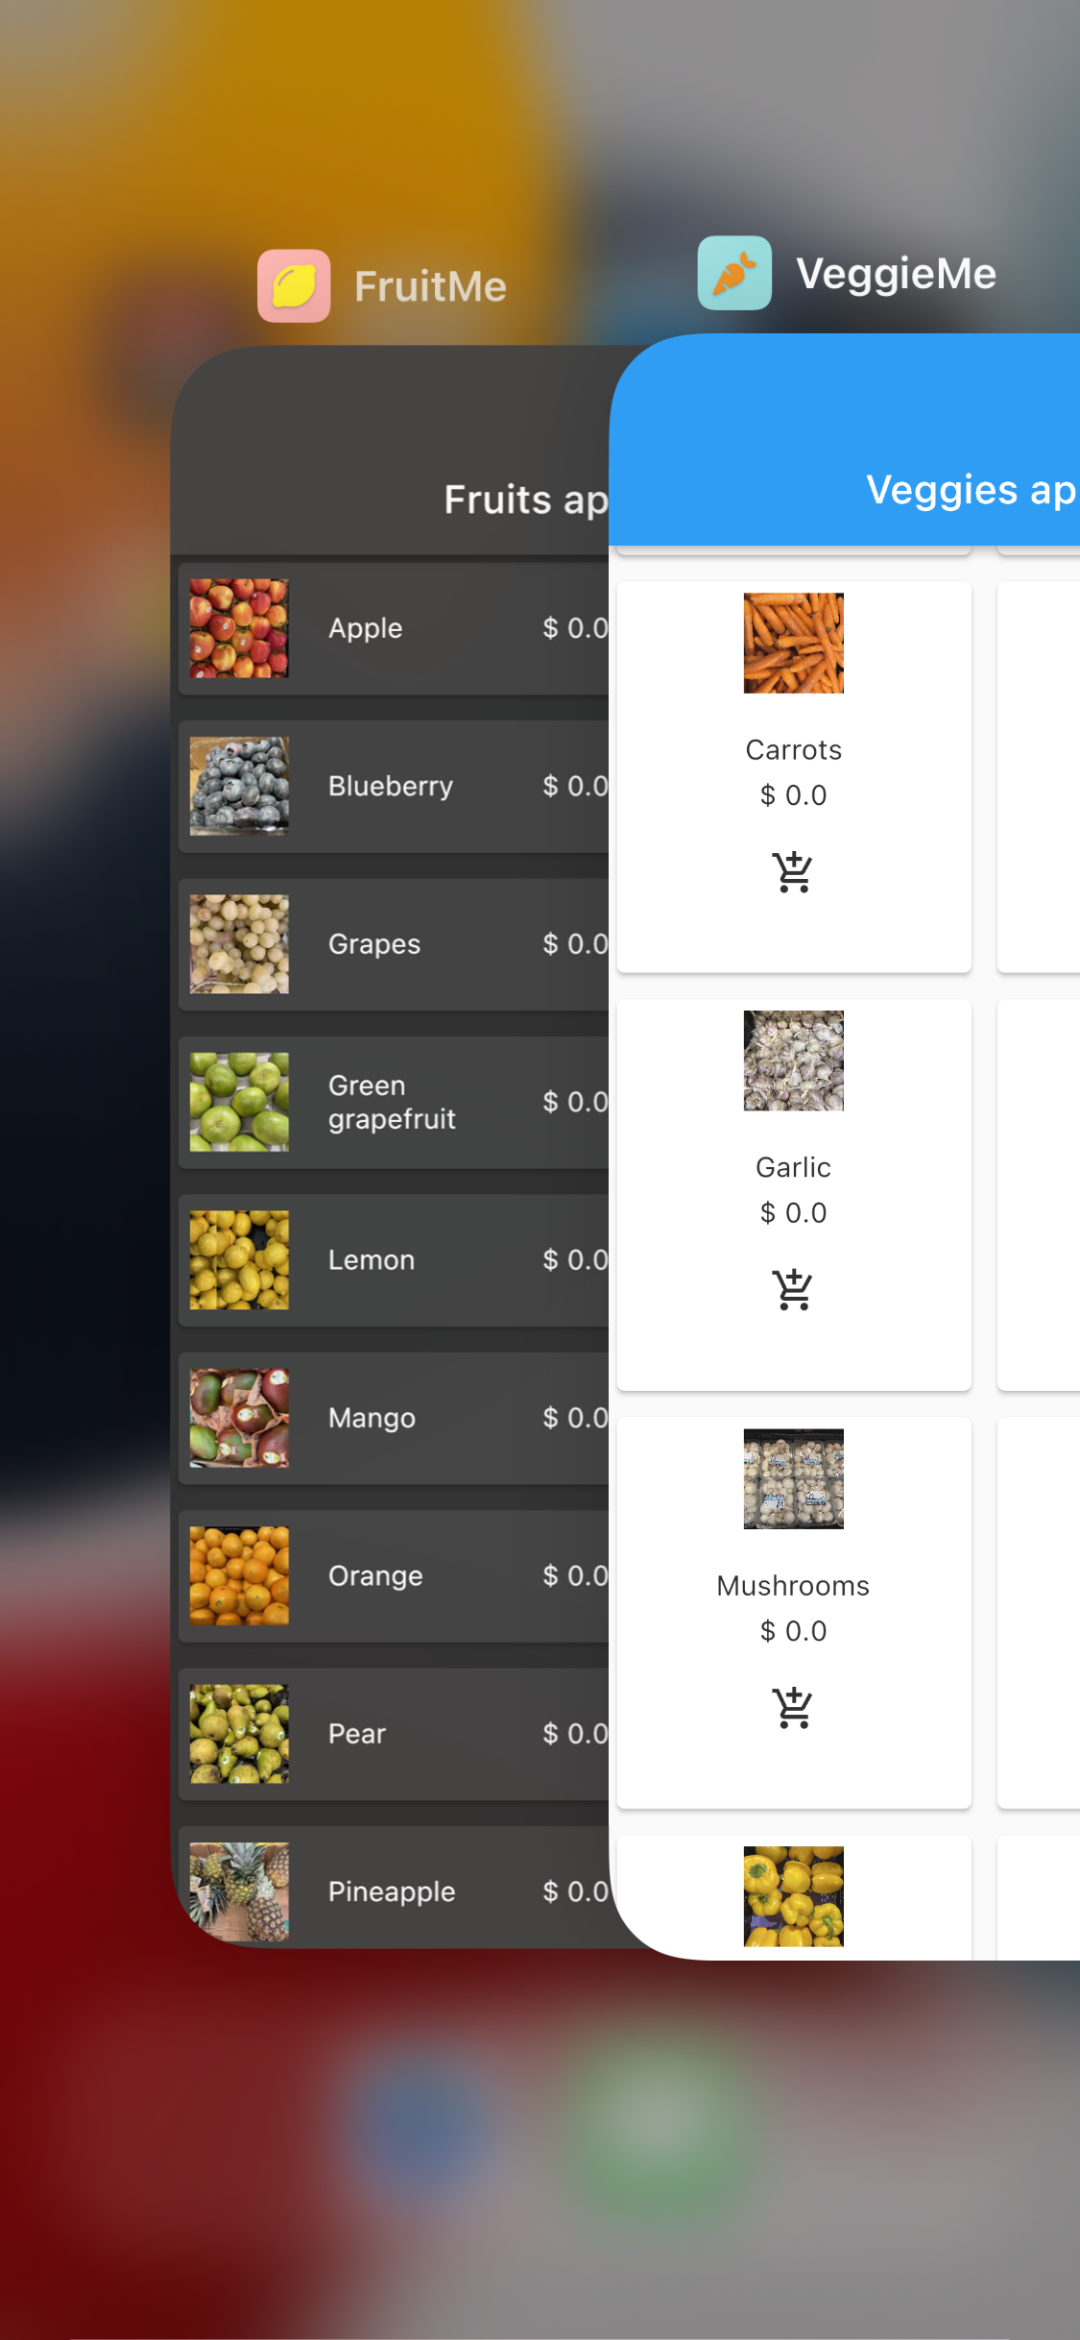 FruitMe
Fruits ap
Apple
$ 0.0
Blueberry
$ 0.0
Grapes
$ 0.0
Green
grapefruit
$ 0.0
Lemon
$ 0.0
Mango
$ 0.0
Orange
$ 0.0
Pear
$ 0.0
Pineapple
$ 0.0
VeggieMe
Veggies ap
Carrots
$ 0.0
Garlic
$ 0.0
Mushrooms
$ 0.0